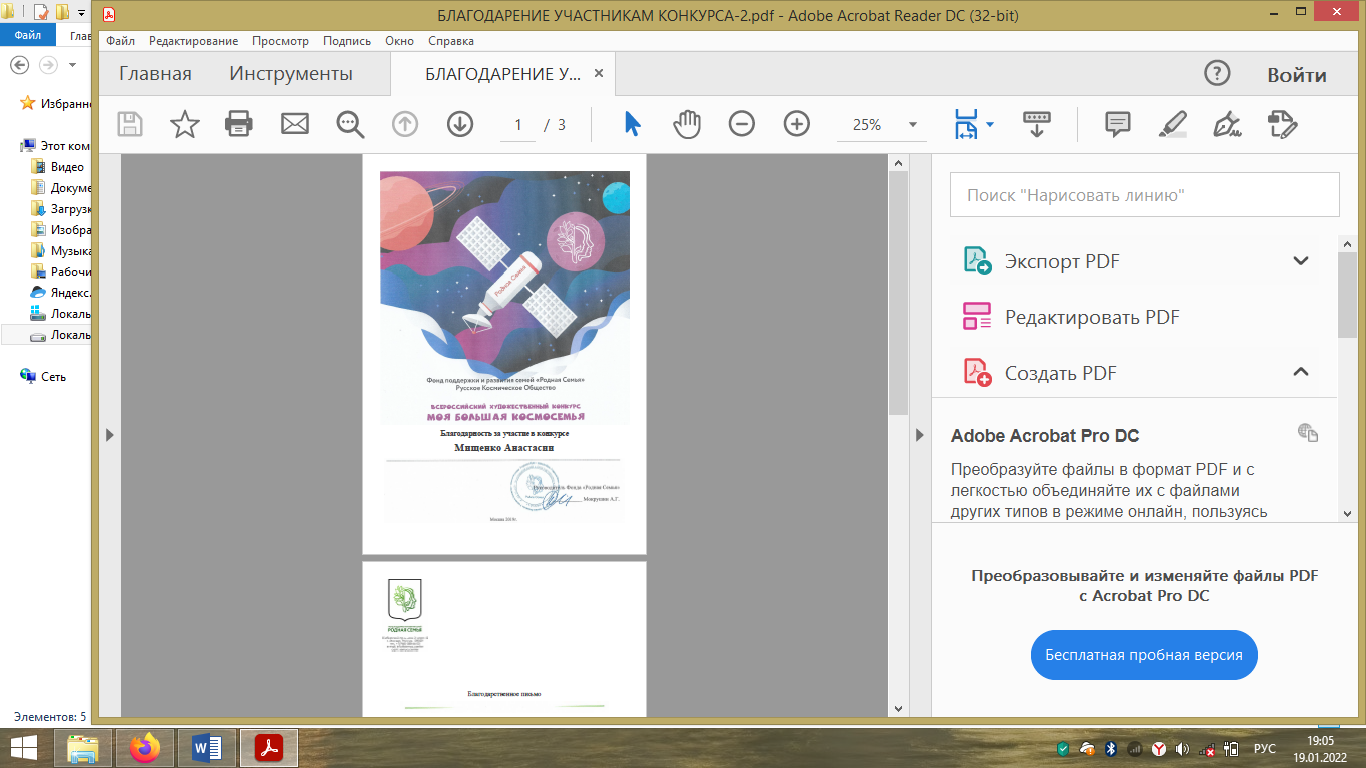 БЛАГОДАРЕНИЕ УЧАСТНИКАМ КОНКУРСА-2.pdf - Adobe Acrobat Reader DC (32-bit)
Файл
Глав
Файл Редактирование Просмотр Подпись Окно Справка
Главная Инструменты БЛАГОДАРЕНИЕ У... Войти
1 / 3 25%
Избранно
Этот ком
Видео
Докуме
Загрузк
Изобра
Музыка
Рабочи
Яндекс.
Локаль
Локаль
Сеть
Родная Семья
Фонд поддержки и развития семей «Родная Семья»
Русское Космическое Общество
ВСЕРОССИЙСКИЙ ХУДОЖЕСТВЕННЫЙ КОНКУРС
МОЯ БОЛЬШАЯ КОСМОСЕМЬЯ
Благодарность за участие в конкурсе
Мищенко Анастасии
Руководитель Фонда «Родная Семья»
Мокрушин А.Г.
Москва 2019г.
РОДНАЯ СЕМЬЯ
Благодарственное письмо
Поиск "Нарисовать линию"
Экспорт PDF
Редактировать PDF
Создать PDF
Adobe Acrobat Pro DC
Преобразуйте файлы в формат PDF и с
легкостью объединяйте их с файлами
других типов в режиме онлайн, пользуясь
Преобразовывайте и изменяйте файлы PDF
с Acrobat Pro DC
Бесплатная пробная версия
Элементов: 5
РУС
19:05
19.01.2022